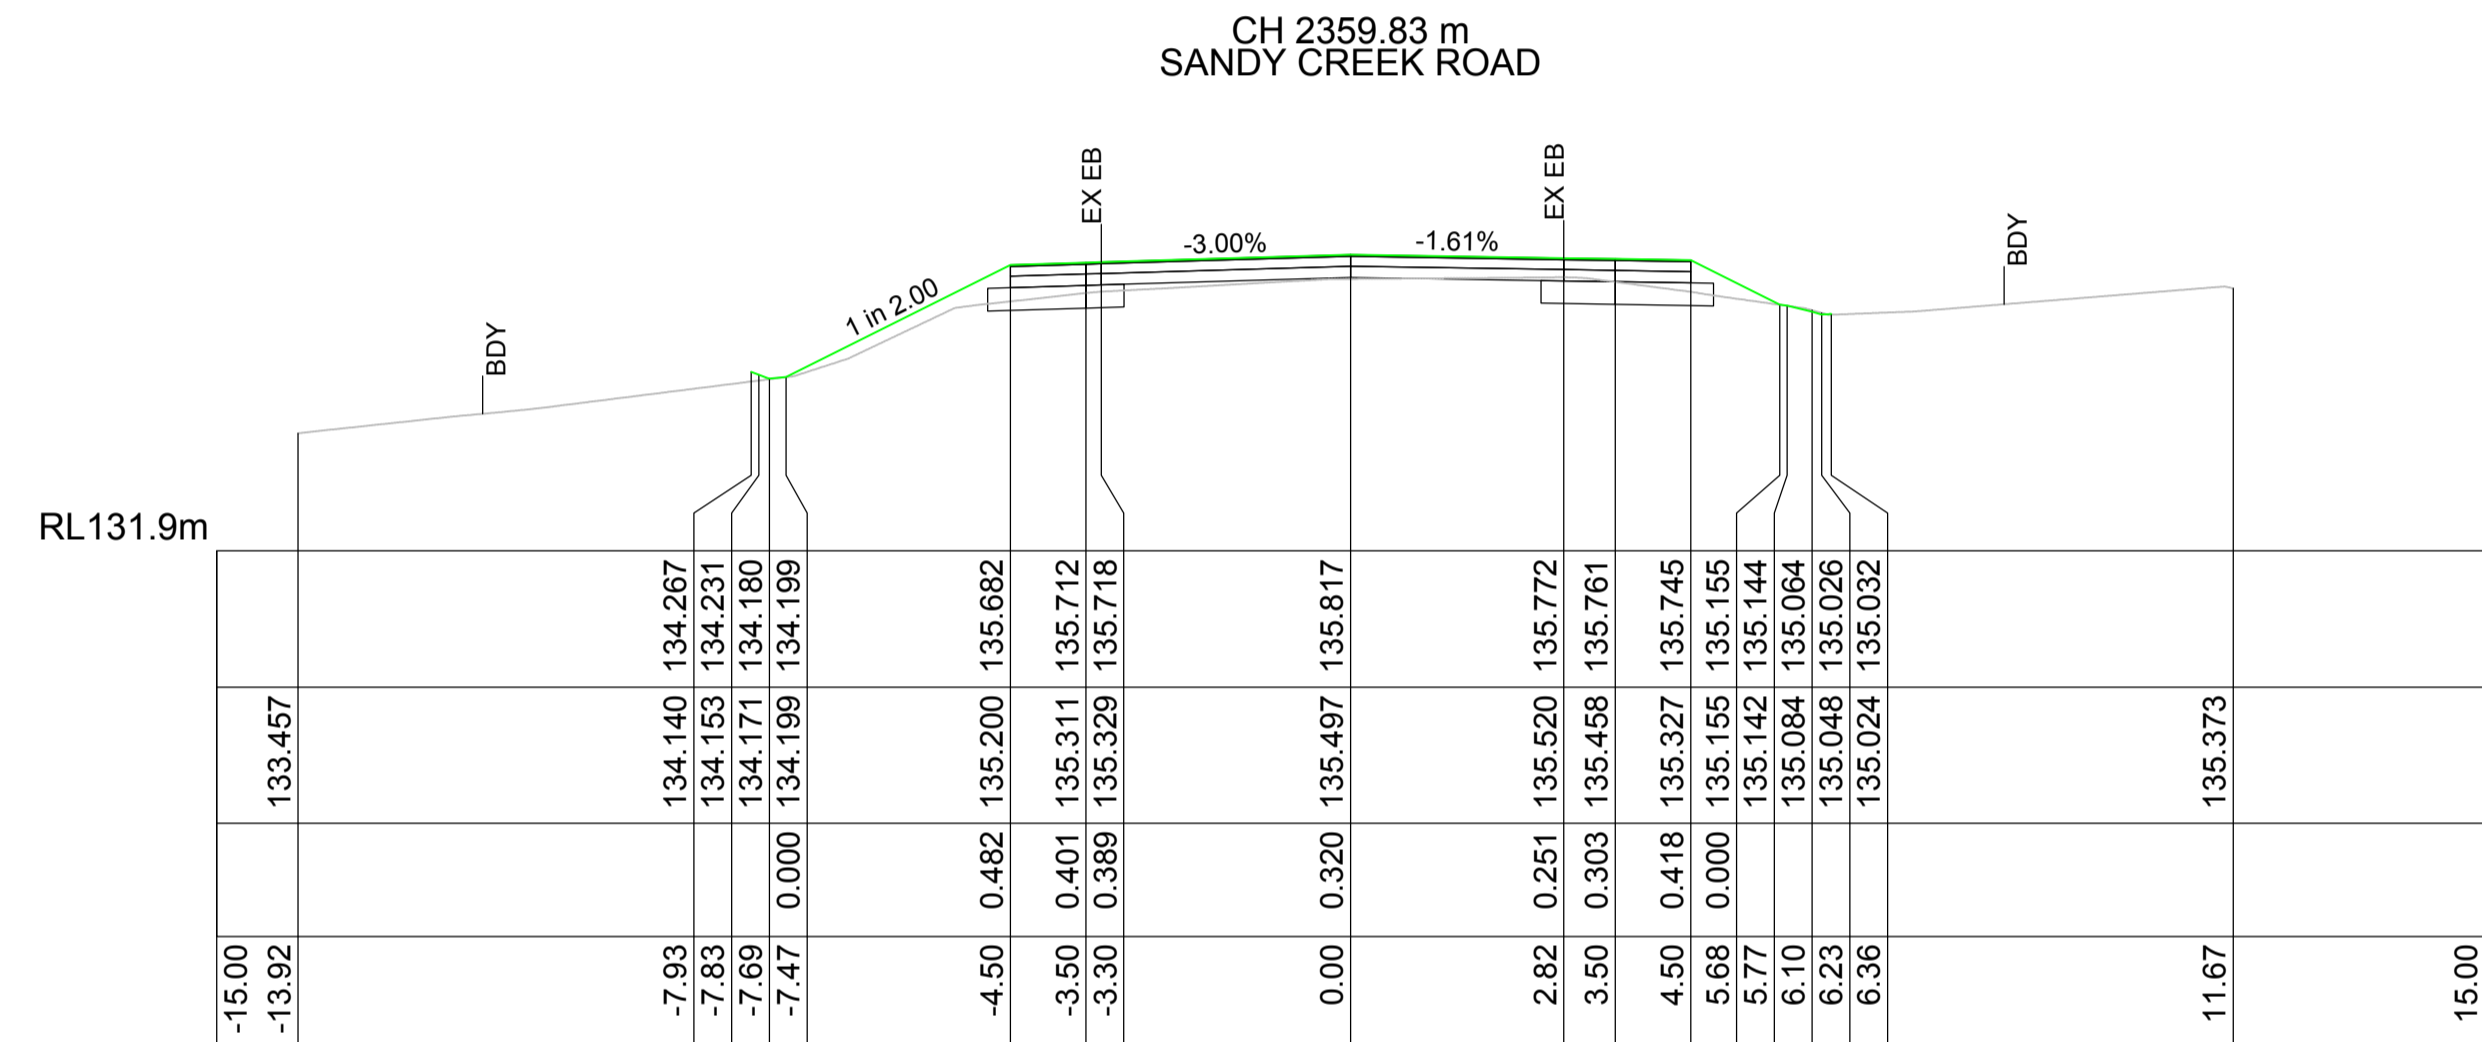 CH 2359.83 m
SANDY CREEK ROAD
EX EB
EX EB
-3.00%
-1.61%
BDY
1 in 2.00
BDY
RL131.9m
134.267 134.231 134.180 134.199 135.682 135.712 135.718 135.817 135.772 135.761 135.745 135.155 135.144 135.064 135.026 135.032
133.457 134.140 134.153 134.171 134.199 135.200 135.311 135.329 135.497 135.520 135.458 135.327 135.155 135.142 135.084 135.048 135.024 135.373
0.000 0.482 0.401 0.389 0.320 0.251 0.303 0.418 0.000
-15.00 -13.92 -7.93 -7.83 -7.69 -7.47 -4.50 -3.50 -3.30 0.00 2.82 3.50 4.50 5.68 5.77 6.10 6.23 6.36 11.67 15.00